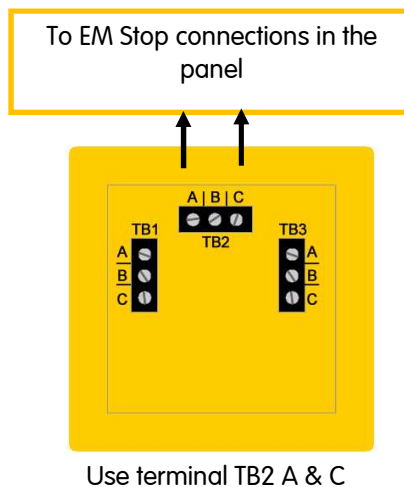 To EM Stop connections in the
panel
A | B | C
TB1
TB2
TB3
A
B
C
A
B
C
Use terminal TB2 A & C